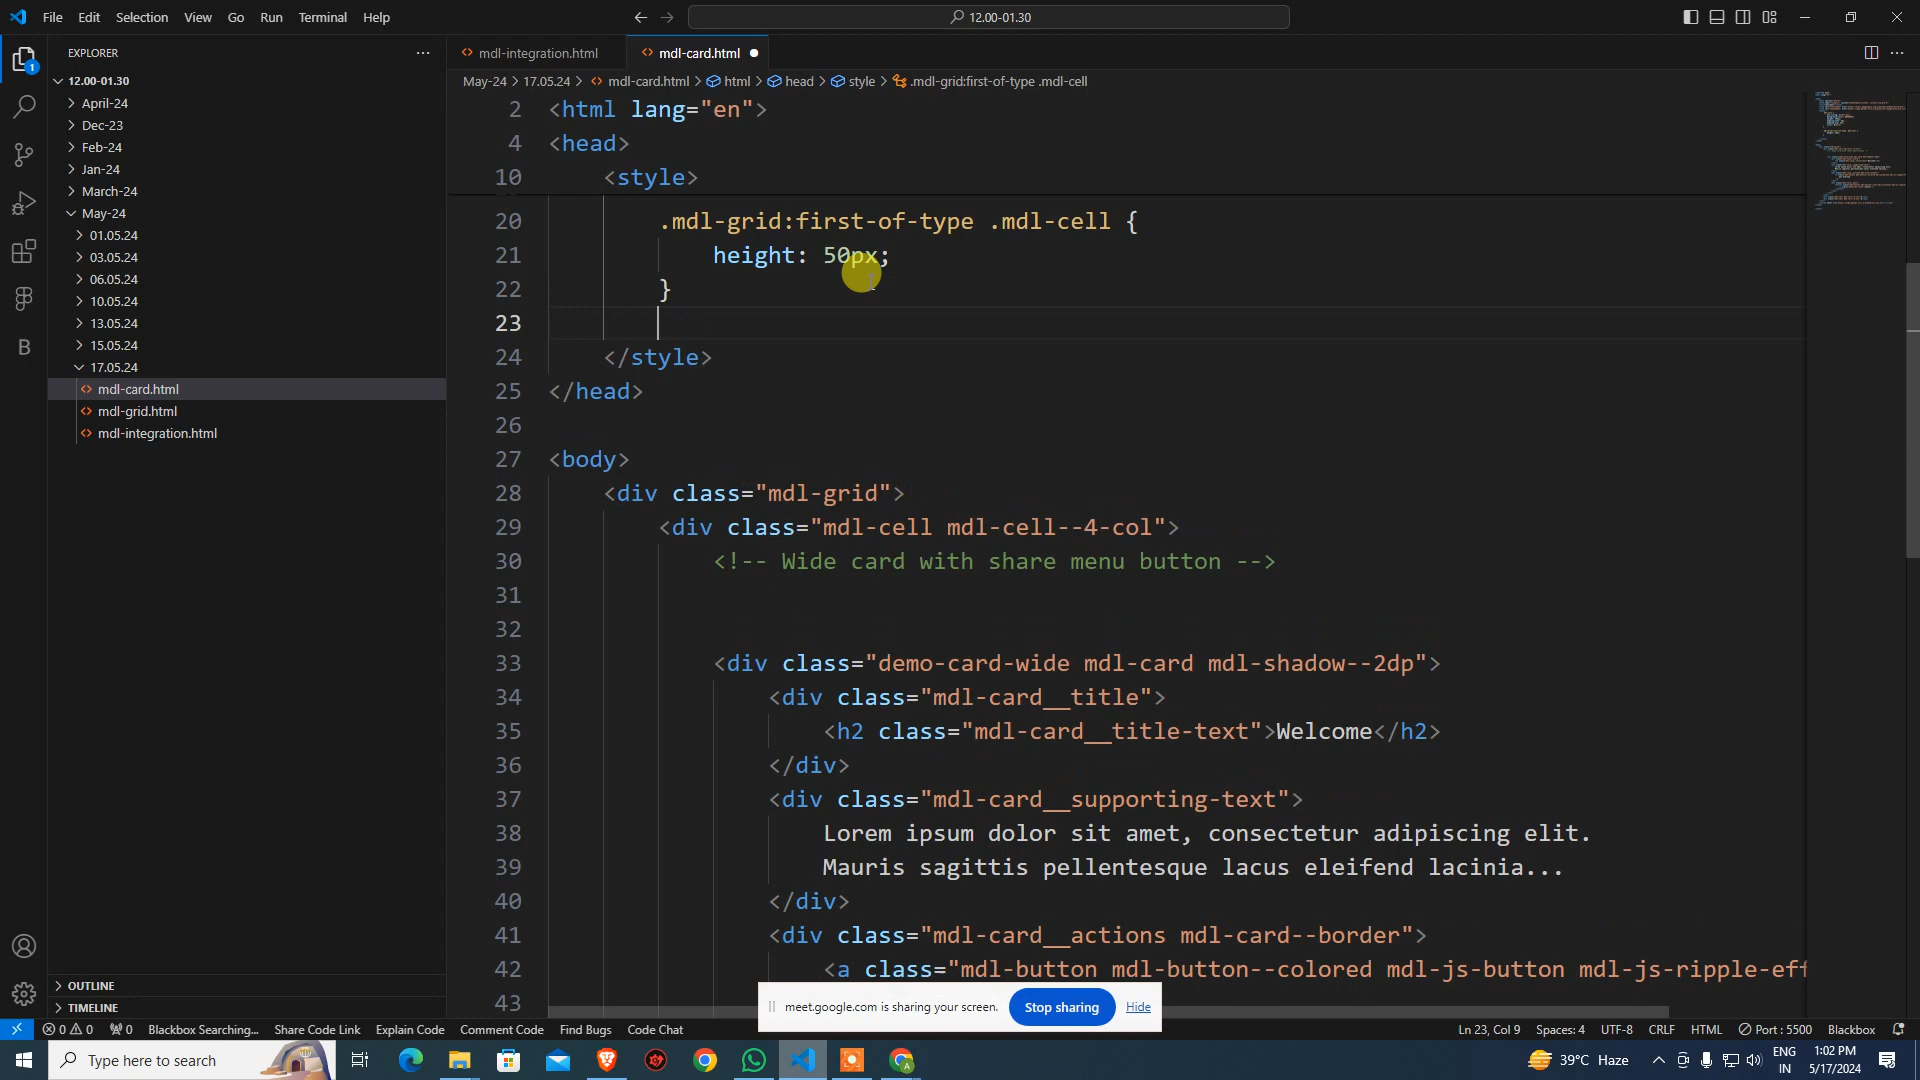 File Edit Selection View Go Run Terminal Help
12.00-01.30
EXPLORER
12.00-01.30
April-24
Dec-23
Feb-24
Jan-24
March-24
May-24
01.05.24
03.05.24
06.05.24
10.05.24
13.05.24
15.05.24
17.05.24
mdl-card.html
mdl-grid.html
mdl-integration.html
OUTLINE
TIMELINE
1
B
mdl-integration.html mdl-card.html
May-24 > 17.05.24 > mdl-card.html > html > head > style > .mdl-grid:first-of-type .mdl-cell
2 <html lang="en">
4 <head>
10 <style>
20 .mdl-grid:first-of-type .mdl-cell {
21 height: 50px;
22 }
23
24 </style>
25 </head>
26
27 <body>
28 <div class="mdl-grid">
29 <div class="mdl-cell mdl-cell--4-col">
30 <!-- Wide card with share menu button -->
31
32
33 <div class="demo-card-wide mdl-card mdl-shadow--2dp">
34 <div class="mdl-card__title">
35 <h2 class="mdl-card__title-text">Welcome</h2>
36 </div>
37 <div class="mdl-card__supporting-text">
38 Lorem ipsum dolor sit amet, consectetur adipiscing elit.
39 Mauris sagittis pellentesque lacus eleifend lacinia...
40 </div>
41 <div class="mdl-card__actions mdl-card--border">
42 <a class="mdl-button mdl-button--colored mdl-js-button mdl-js-ripple-eff
43
meet.google.com is sharing your screen. Stop sharing Hide
0 0 0 Blackbox Searching... Share Code Link Explain Code Comment Code Find Bugs Code Chat Ln 23, Col 9 Spaces: 4 UTF-8 CRLF HTML Port : 5500 Blackbox
Type here to search
39°C Haze ENG IN 1:02 PM 5/17/2024